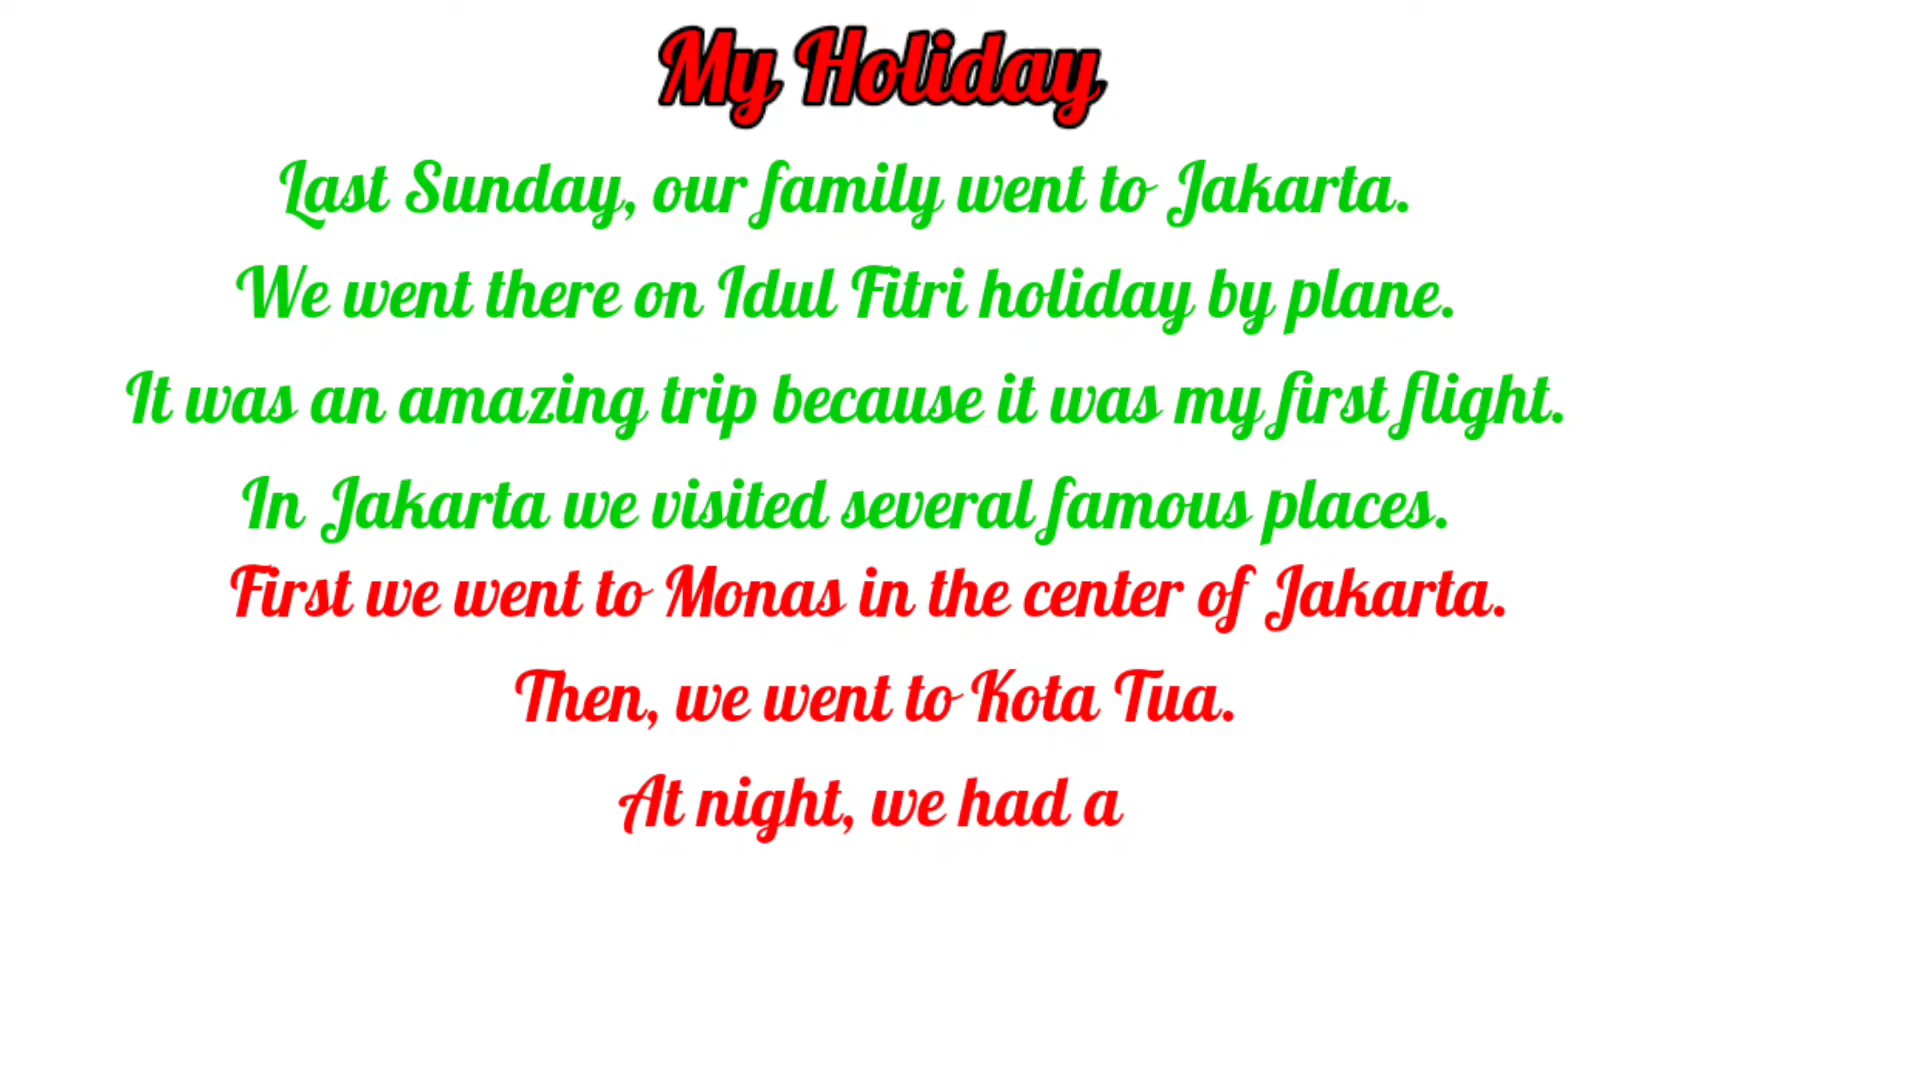 My Holiday
Last Sunday, our family went to Jakarta.
We went there on Idul Fitri holiday by plane.
It was an amazing trip because it was my first flight.
In Jakarta we visited several famous places.
First we went to Monas in the center of Jakarta.
Then, we went to Kota Tua.
At night, we had a